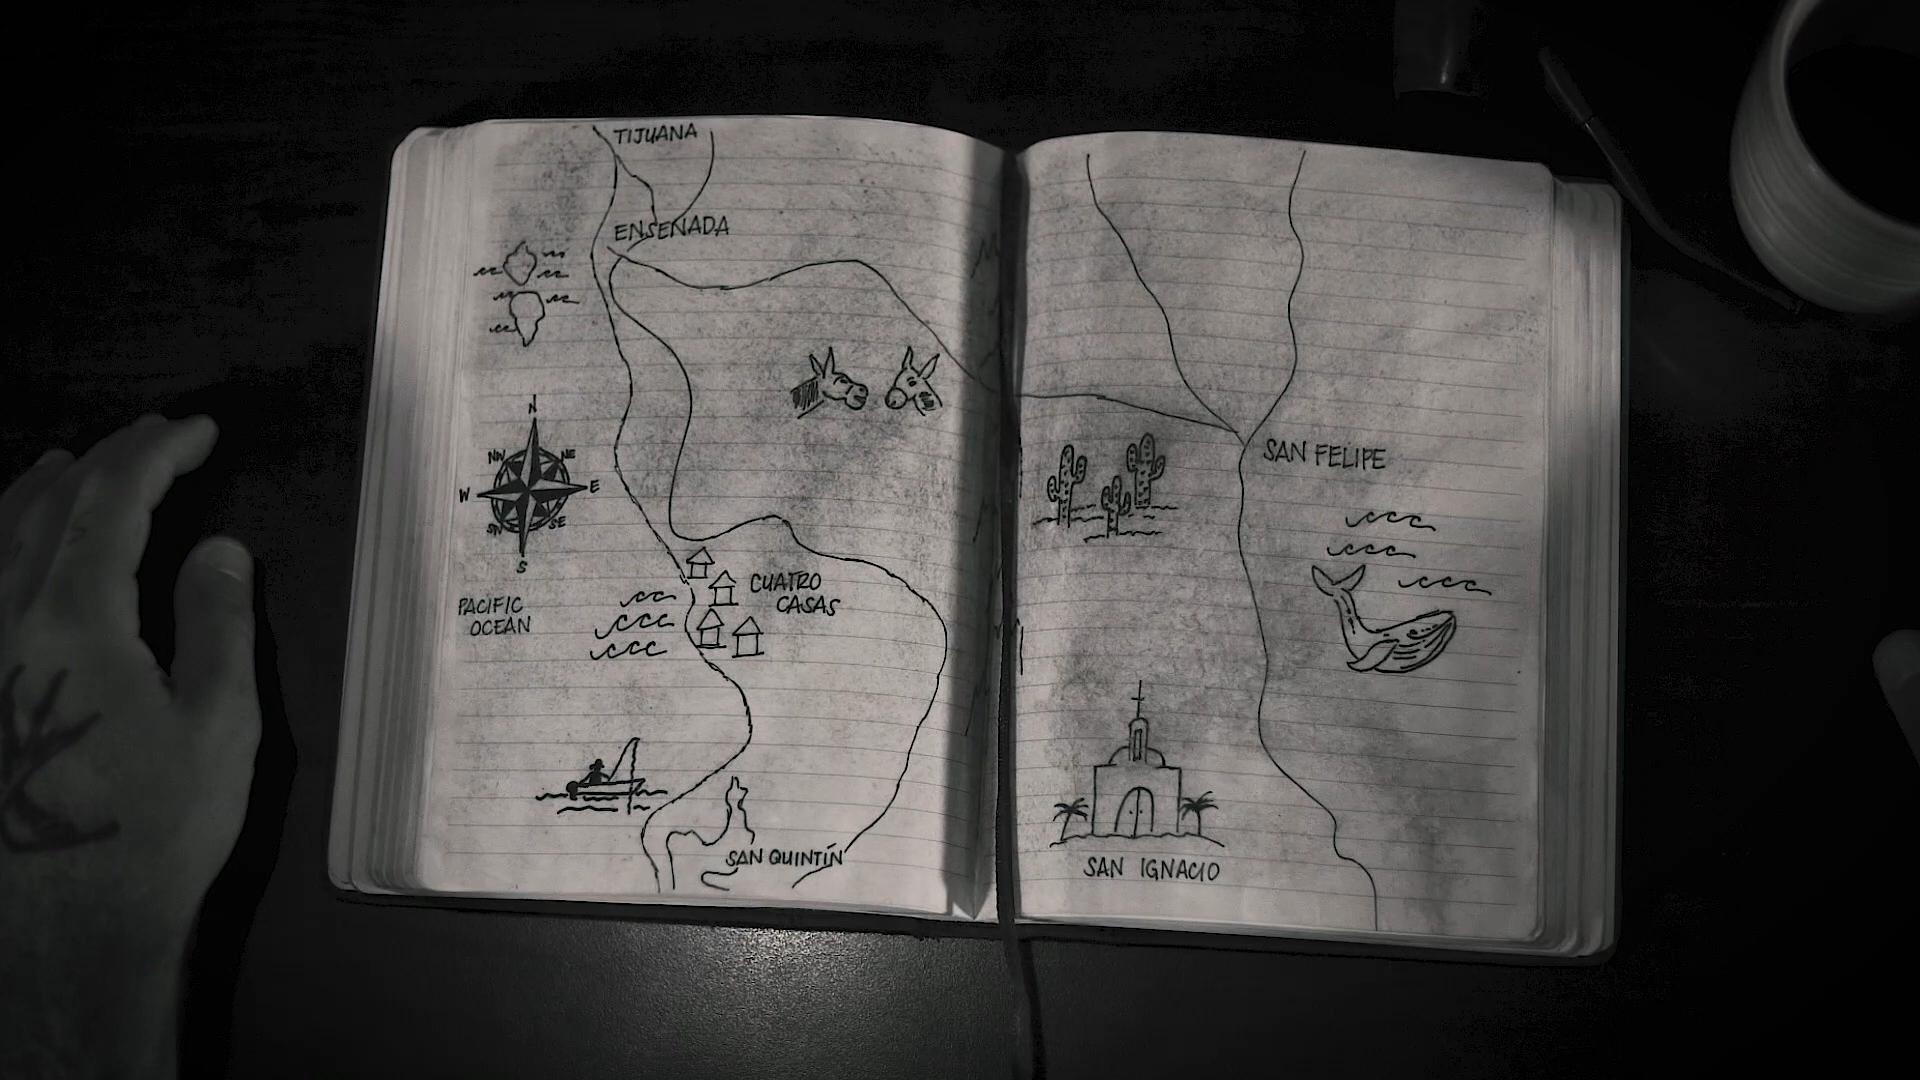 TIJUANA
ENSENADA
N
NW NE
W E
SW SE
S
PACIFIC
OCEAN
CUATRO
CASAS
SAN QUINTÍN
SAN FELIPE
SAN IGNACIO